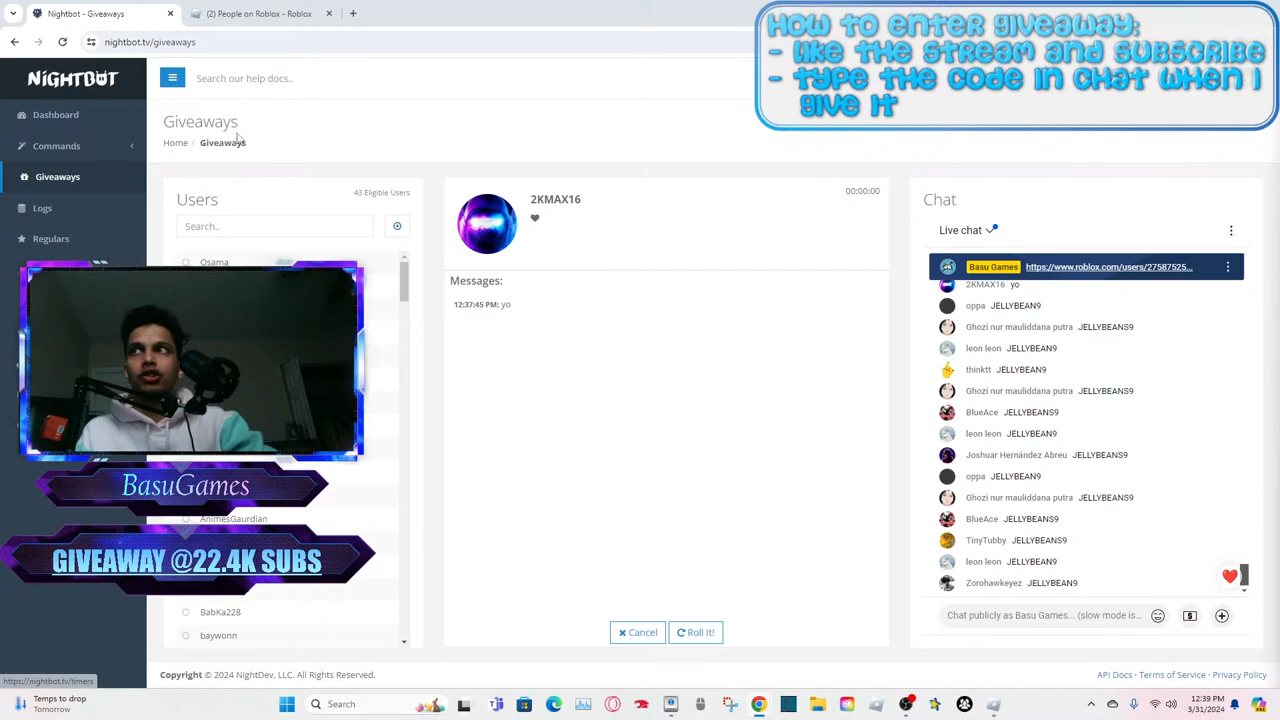 Nightbot - Giveaways
(2) People on Roblox - Roblox
nightbot.tv/giveaways
HOW TO ENTER GIVEAWAY:
- LIKE THE STREAM AND SUBSCRIBE
- TYPE THE CODE IN CHAT WHEN I
GIVE IT
NiGHTBOT
Search our help docs..
Dashboard
Commands
Giveaways
Logs
Regulars
Giveaways
Home / Giveaways
Users
43 Eligible Users
Search..
Osama
AnimesGaurdian
BabKa228
baywonn
BasuGames
GIVEAWAY @22.4K SUBS
2KMAX16
00:00:00
Messages:
12:37:45 PM: yo
Cancel
Roll It!
Chat
Live chat
Basu Games https://www.roblox.com/users/27587525...
2KMAX16 yo
oppa JELLYBEAN9
Ghozi nur mauliddana putra JELLYBEANS9
leon leon JELLYBEAN9
thinktt JELLYBEAN9
Ghozi nur mauliddana putra JELLYBEANS9
BlueAce JELLYBEANS9
leon leon JELLYBEAN9
Joshuar Hernández Abreu JELLYBEANS9
oppa JELLYBEAN9
Ghozi nur mauliddana putra JELLYBEANS9
BlueAce JELLYBEANS9
TinyTubby JELLYBEANS9
leon leon JELLYBEAN9
Zorohawkeyez JELLYBEAN9
Chat publicly as Basu Games... (slow mode is...
https://nightbot.tv/timers
Copyright © 2024 NightDev, LLC. All Rights Reserved.
API Docs - Terms of Service - Privacy Policy
Temps to drop
Tomorrow
Search
12:39 PM
3/31/2024